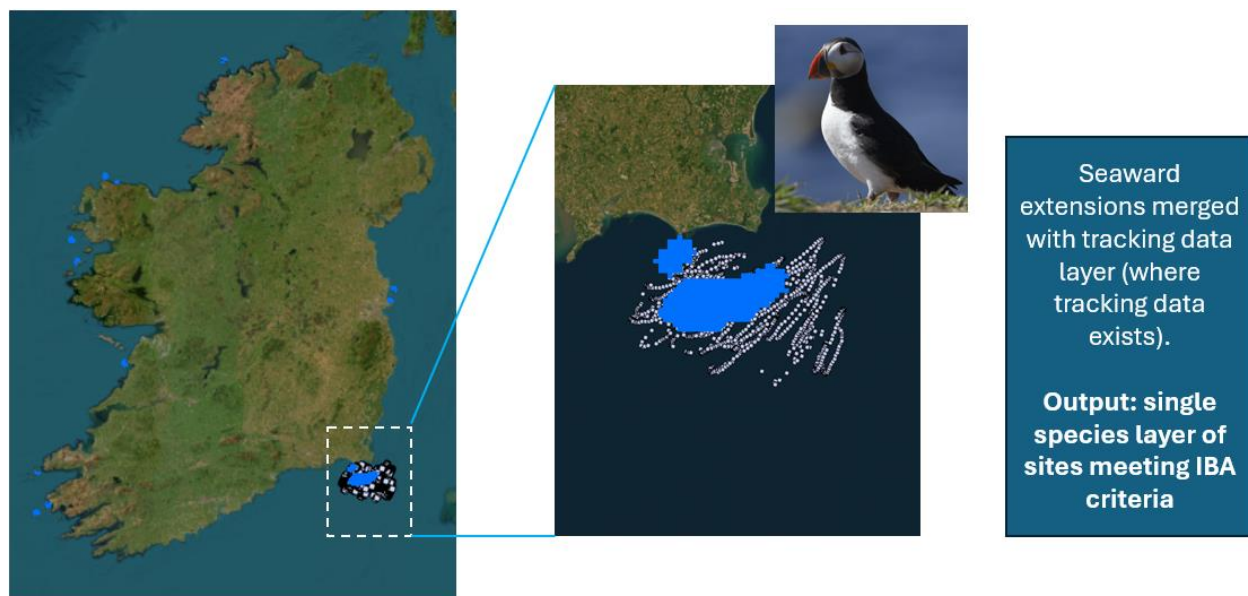 Seaward
extensions merged
with tracking data
layer (where
tracking data
exists).
Output: single
species layer of
sites meeting IBA
criteria